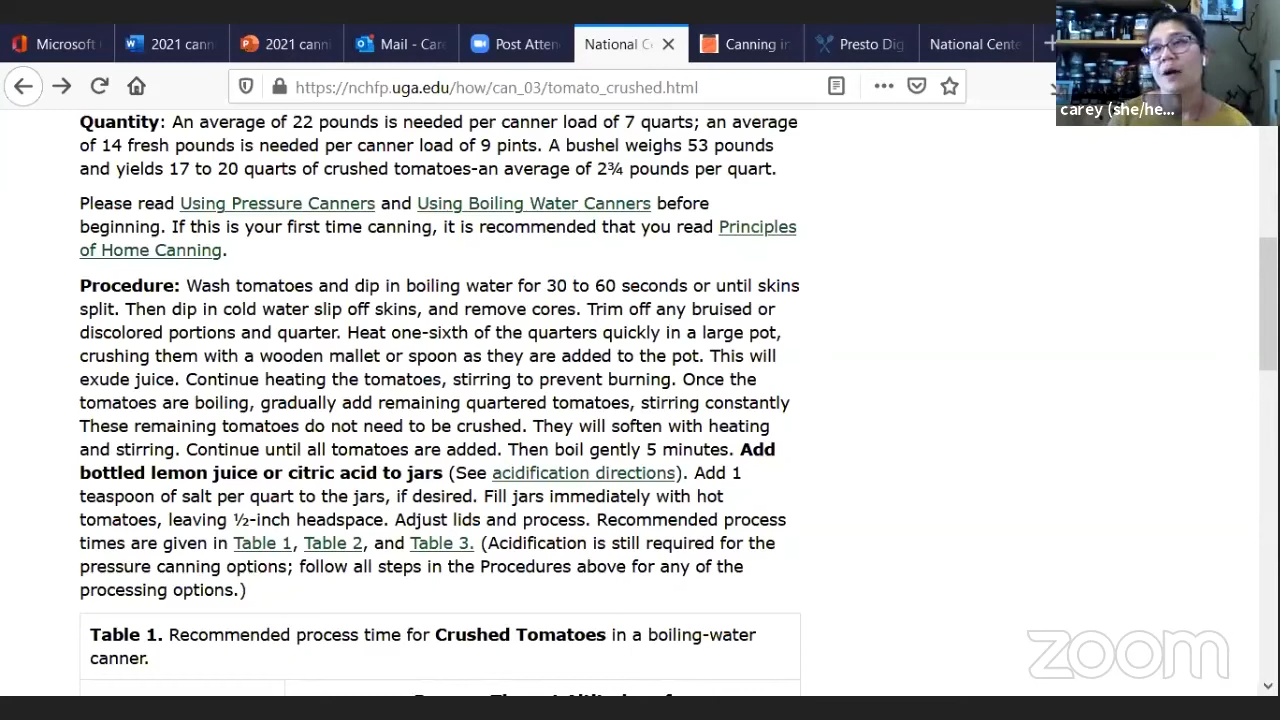 Microsoft
2021 cann
2021 canni
Mail - Car
Post Atten
National Ce
Canning in
Presto Dig
National Cente
carey (she/he...
https://nchfp.uga.edu/how/can_03/tomato_crushed.html
Quantity: An average of 22 pounds is needed per canner load of 7 quarts; an average
of 14 fresh pounds is needed per canner load of 9 pints. A bushel weighs 53 pounds
and yields 17 to 20 quarts of crushed tomatoes-an average of 2¾ pounds per quart.
Please read Using Pressure Canners and Using Boiling Water Canners before
beginning. If this is your first time canning, it is recommended that you read Principles
of Home Canning.
Procedure: Wash tomatoes and dip in boiling water for 30 to 60 seconds or until skins
split. Then dip in cold water slip off skins, and remove cores. Trim off any bruised or
discolored portions and quarter. Heat one-sixth of the quarters quickly in a large pot,
crushing them with a wooden mallet or spoon as they are added to the pot. This will
exude juice. Continue heating the tomatoes, stirring to prevent burning. Once the
tomatoes are boiling, gradually add remaining quartered tomatoes, stirring constantly
These remaining tomatoes do not need to be crushed. They will soften with heating
and stirring. Continue until all tomatoes are added. Then boil gently 5 minutes. Add
bottled lemon juice or citric acid to jars (See acidification directions). Add 1
teaspoon of salt per quart to the jars, if desired. Fill jars immediately with hot
tomatoes, leaving ½-inch headspace. Adjust lids and process. Recommended process
times are given in Table 1, Table 2, and Table 3. (Acidification is still required for the
pressure canning options; follow all steps in the Procedures above for any of the
processing options.)
Table 1. Recommended process time for Crushed Tomatoes in a boiling-water
canner.
zoom